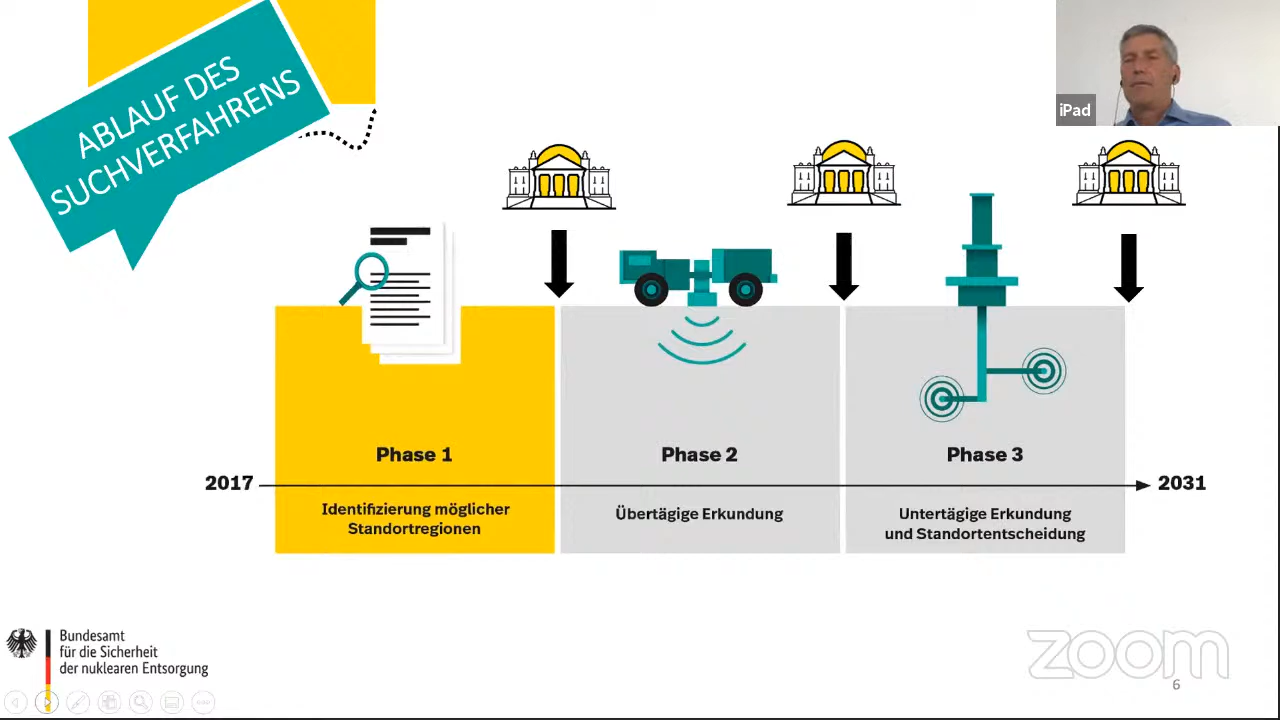 ABLAUF DES
SUCHVERFAHRENS
iPad
Phase 1
Phase 2
Phase 3
2017
2031
Identifizierung möglicher
Standortregionen
Übertägige Erkundung
Untertägige Erkundung
und Standortentscheidung
Bundesamt
für die Sicherheit
der nuklearen Entsorgung
zoom
6